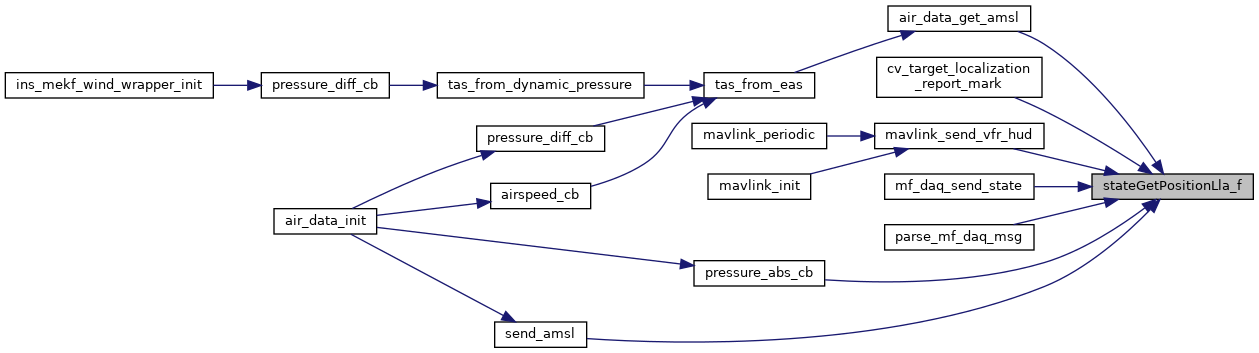 air_data_get_amsl
cv_target_localization
_report_mark
ins_mekf_wind_wrapper_init
pressure_diff_cb
tas_from_dynamic_pressure
tas_from_eas
pressure_diff_cb
mavlink_periodic
mavlink_send_vfr_hud
mavlink_init
mf_daq_send_state
stateGetPositionLla_f
airspeed_cb
air_data_init
parse_mf_daq_msg
pressure_abs_cb
send_amsl